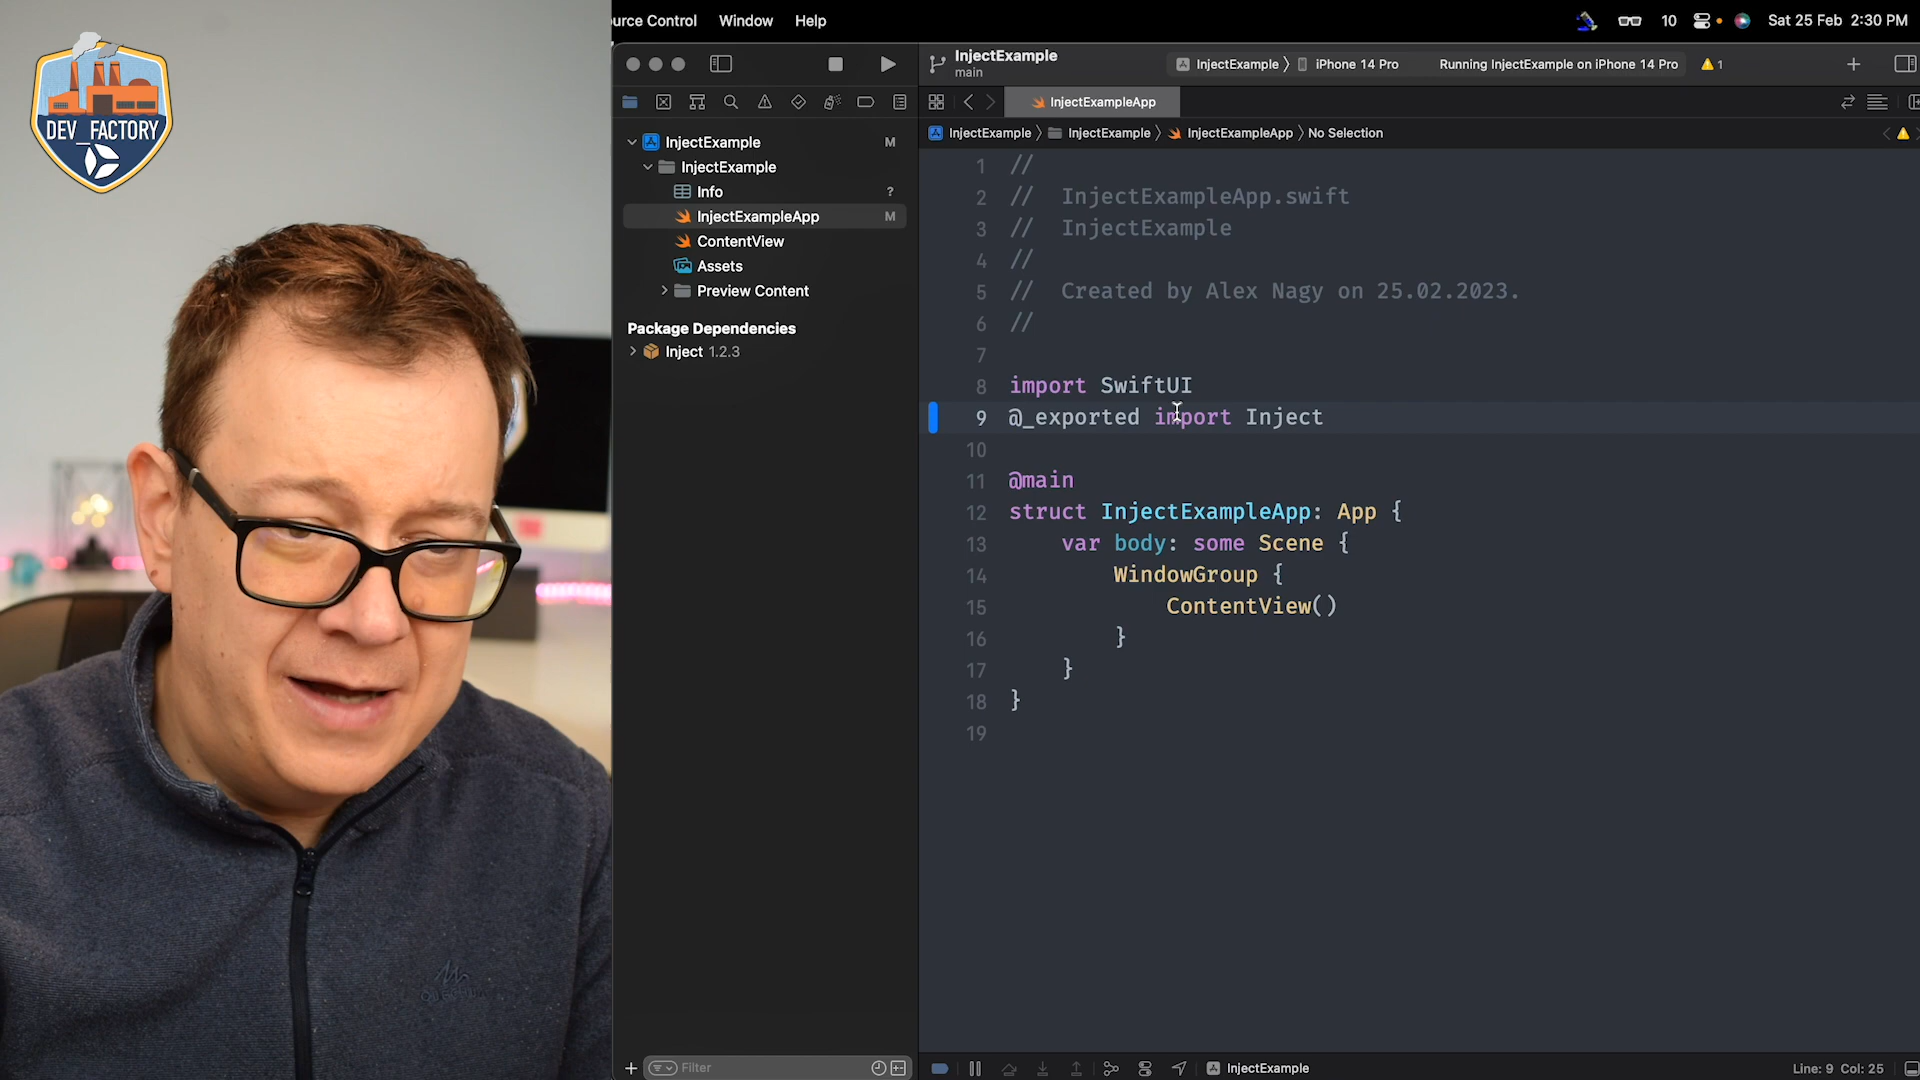 DEV_FACTORY
urce Control Window Help
10 Sat 25 Feb 2:30 PM
InjectExample
main
InjectExample iPhone 14 Pro
Running InjectExample on iPhone 14 Pro
1
InjectExampleApp
InjectExample InjectExample InjectExampleApp No Selection
InjectExample M
InjectExample
Info ?
InjectExampleApp M
ContentView
Assets
Preview Content
Package Dependencies
Inject 1.2.3
1 //
2 // InjectExampleApp.swift
3 // InjectExample
4 //
5 // Created by Alex Nagy on 25.02.2023.
6 //
7
8 import SwiftUI
9 @_exported import Inject
10
11 @main
12 struct InjectExampleApp: App {
13 var body: some Scene {
14 WindowGroup {
15 ContentView()
16 }
17 }
18 }
19
Filter
InjectExample
Line: 9 Col: 25